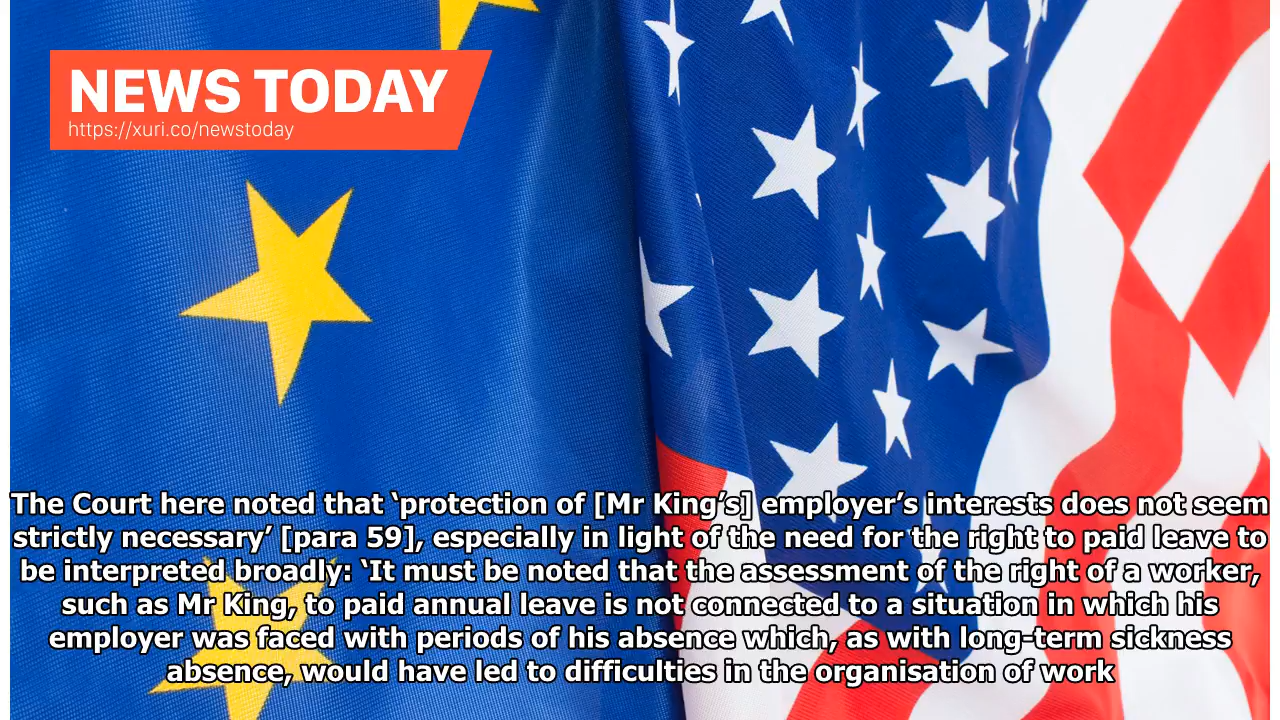 NEWS TODAY
https://xuri.co/newstoday
The Court here noted that ‘protection of [Mr King’s] employer’s interests does not seem
strictly necessary’ [para 59], especially in light of the need for the right to paid leave to
be interpreted broadly: ‘It must be noted that the assessment of the right of a worker,
such as Mr King, to paid annual leave is not connected to a situation in which his
employer was faced with periods of his absence which, as with long-term sickness
absence, would have led to difficulties in the organisation of work